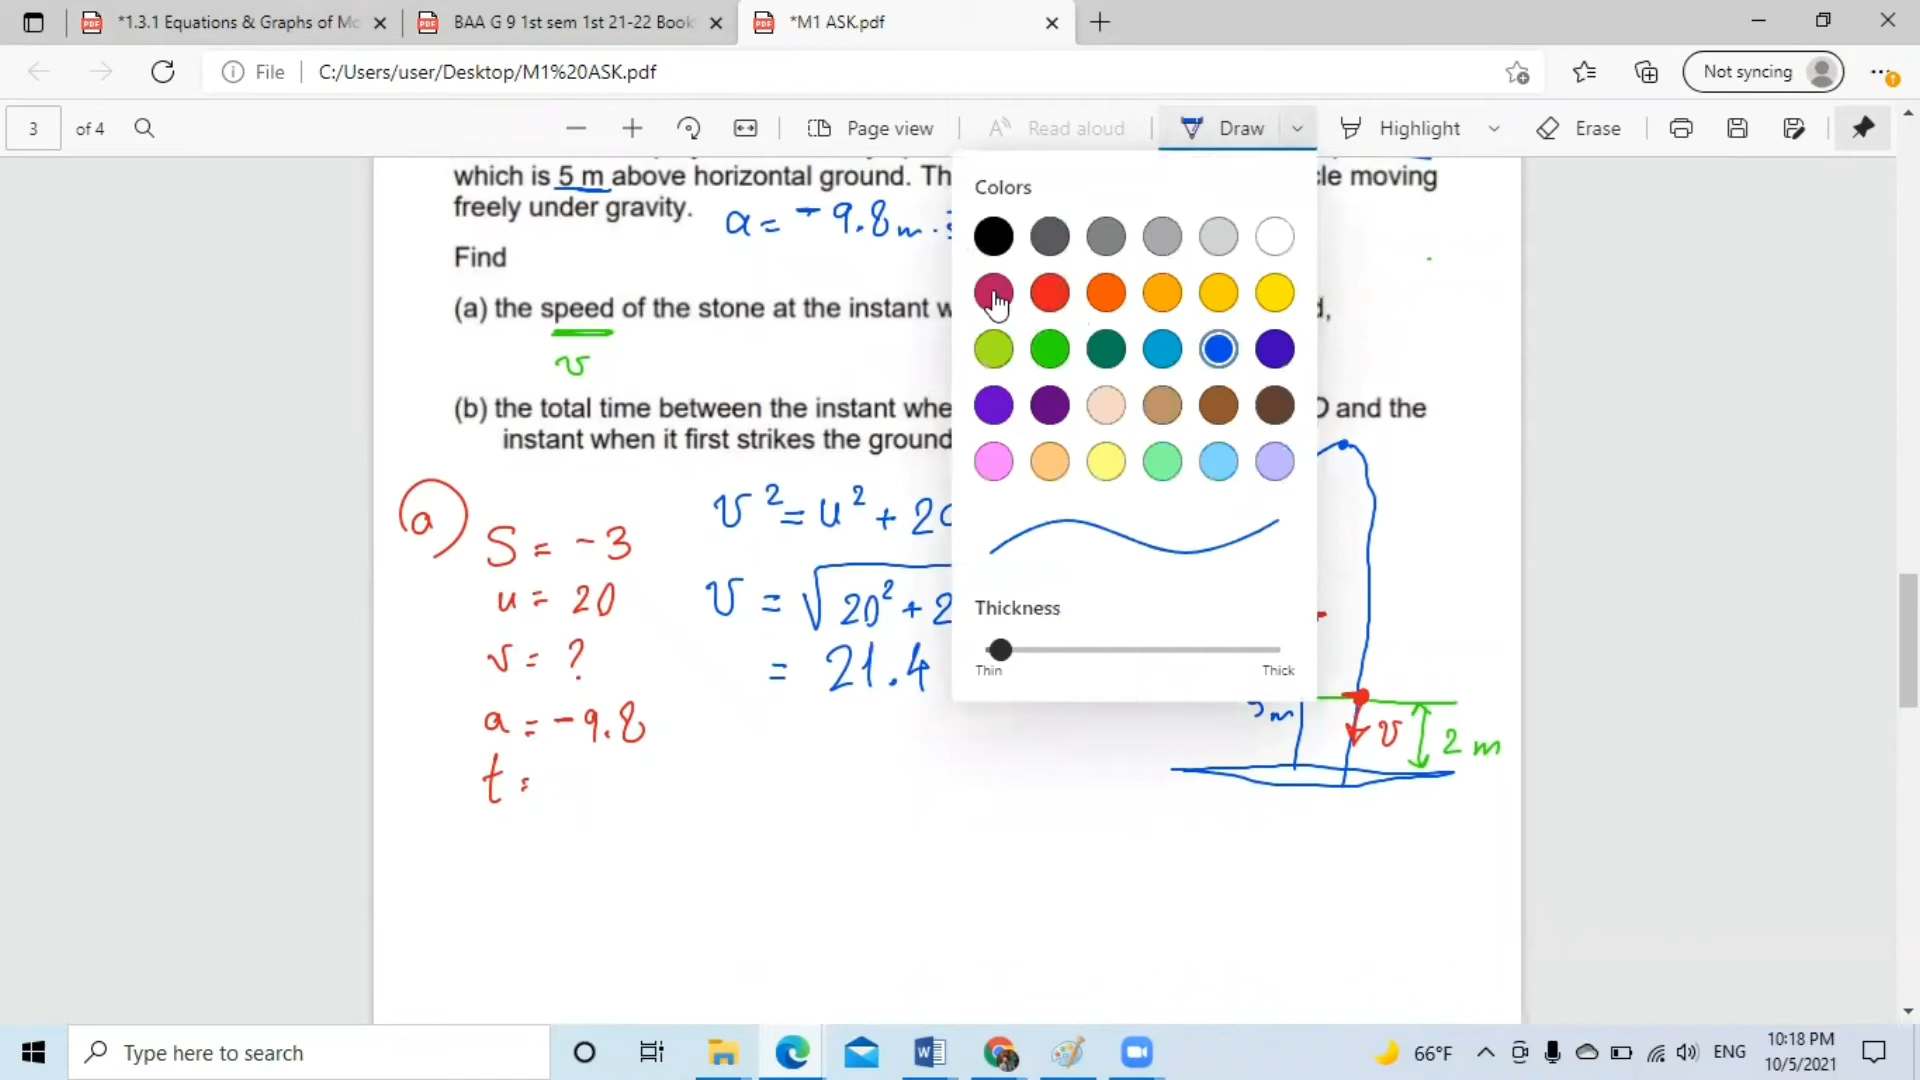 *1.3.1 Equations & Graphs of Mo
BAA G 9 1st sem 1st 21-22 Book
*M1 ASK.pdf
File
C:/Users/user/Desktop/M1%20ASK.pdf
Not syncing
3 of 4
Page view
Read aloud
Draw
Highlight
Erase
which is 5 m above horizontal ground. Th
cle moving
freely under gravity.
a = -9.8 m.
Find
(a) the speed of the stone at the instant w
d,
v
(b) the total time between the instant whe
O and the
instant when it first strikes the ground
Colors
Thickness
Thin
Thick
a
S = -3
u = 20
v = ?
a = -9.8
t =
v² = u² + 2a
v = √20² + 2
= 21.4
m
v
2 m
Type here to search
66°F
ENG
10:18 PM
10/5/2021